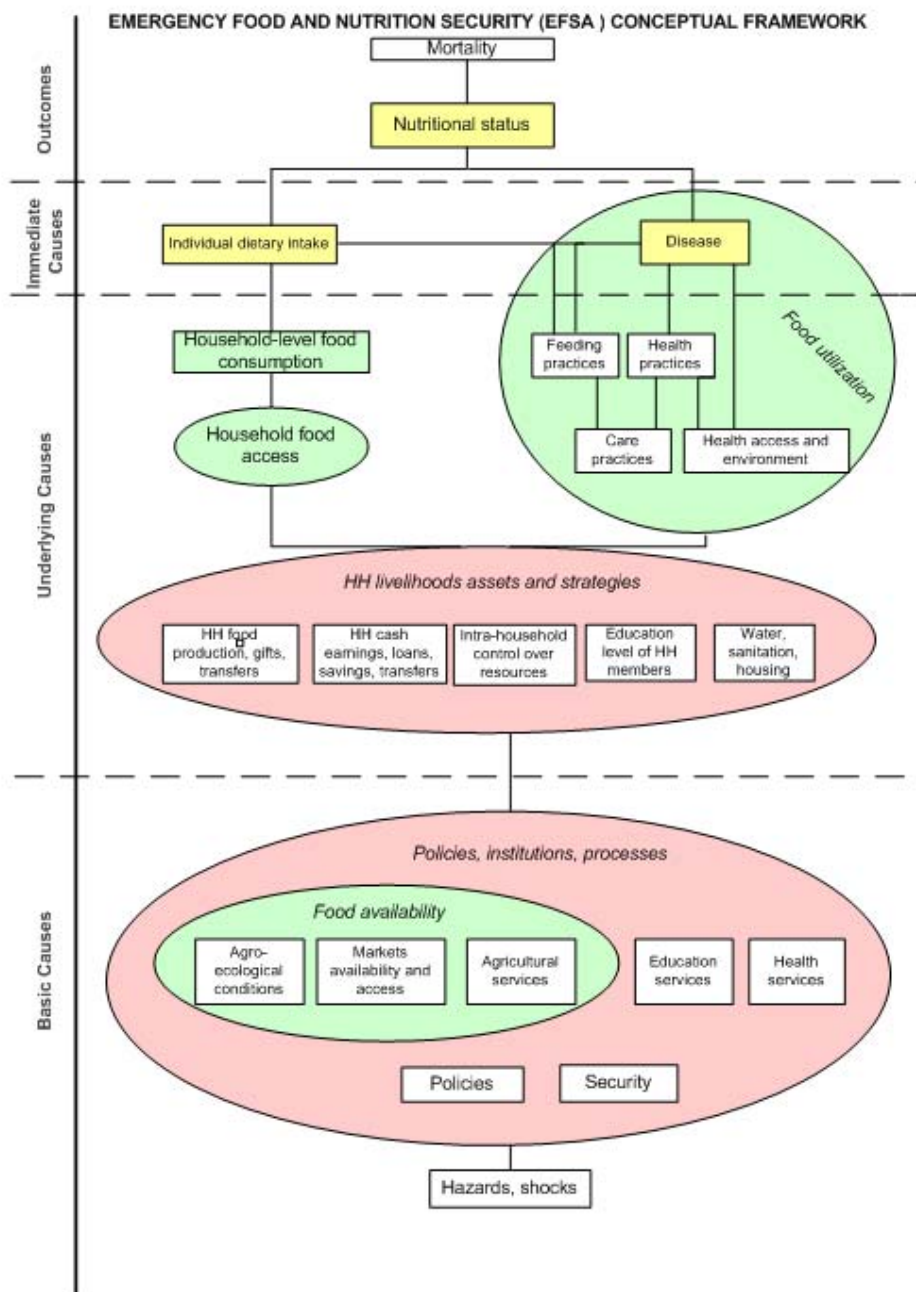 EMERGENCY FOOD AND NUTRITION SECURITY (EFSA ) CONCEPTUAL FRAMEWORK
Outcomes
Mortality
Nutritional status
Immediate
Causes
Individual dietary intake
Disease
Underlying Causes
Household-level food
consumption
Household food
access
Feeding
practices
Health
practices
Food utilization
Care
practices
Health access and
environment
HH livelihoods assets and strategies
HH food
production, gifts,
transfers
HH cash
earnings, loans,
savings, transfers
Intra-household
control over
resources
Education
level of HH
members
Water,
sanitation,
housing
Basic Causes
Policies, institutions, processes
Food availability
Agro-
ecological
conditions
Markets
availability and
access
Agricultural
services
Education
services
Health
services
Policies
Security
Hazards, shocks